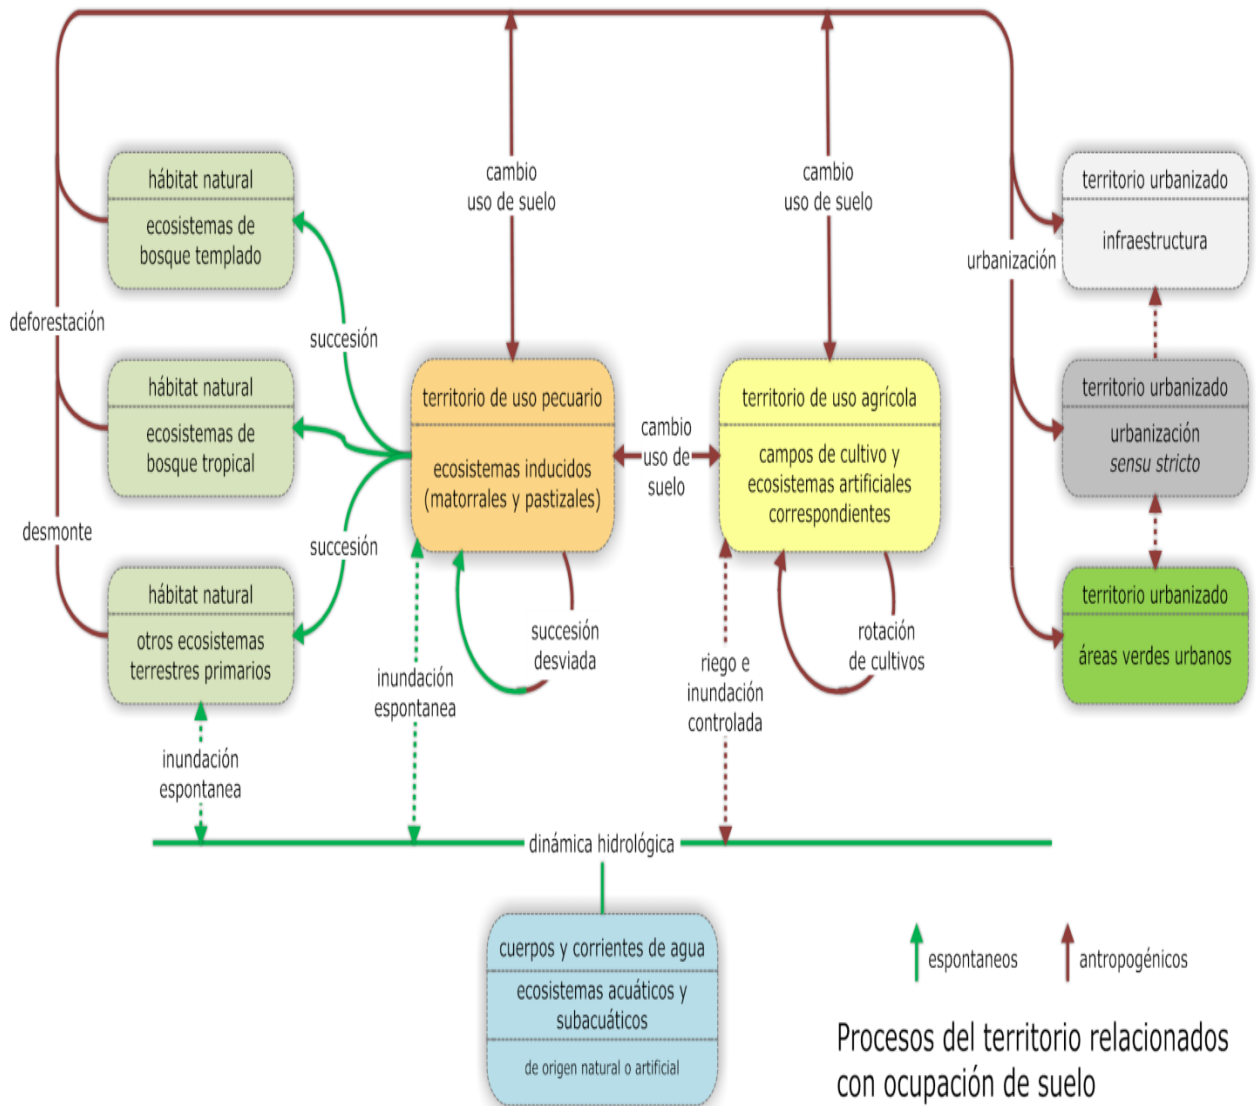 hábitat natural
ecosistemas de
bosque templado
cambio
uso de suelo
cambio
uso de suelo
territorio urbanizado
infraestructura
urbanización
deforestación
succesión
hábitat natural
ecosistemas de
bosque tropical
territorio de uso pecuario
ecosistemas inducidos
(matorrales y pastizales)
cambio
uso de
suelo
territorio de uso agrícola
campos de cultivo y
ecosistemas artificiales
correspondientes
territorio urbanizado
urbanización
sensu stricto
desmonte
succesión
hábitat natural
otros ecosistemas
terrestres primarios
succesión
desviada
rotación
de cultivos
territorio urbanizado
áreas verdes urbanos
inundación
espontanea
inundación
espontanea
riego e
inundación
controlada
dinámica hidrológica
cuerpos y corrientes de agua
ecosistemas acuáticos y
subacuáticos
de origen natural o artificial
espontaneos
antropogénicos
Procesos del territorio relacionados
con ocupación de suelo